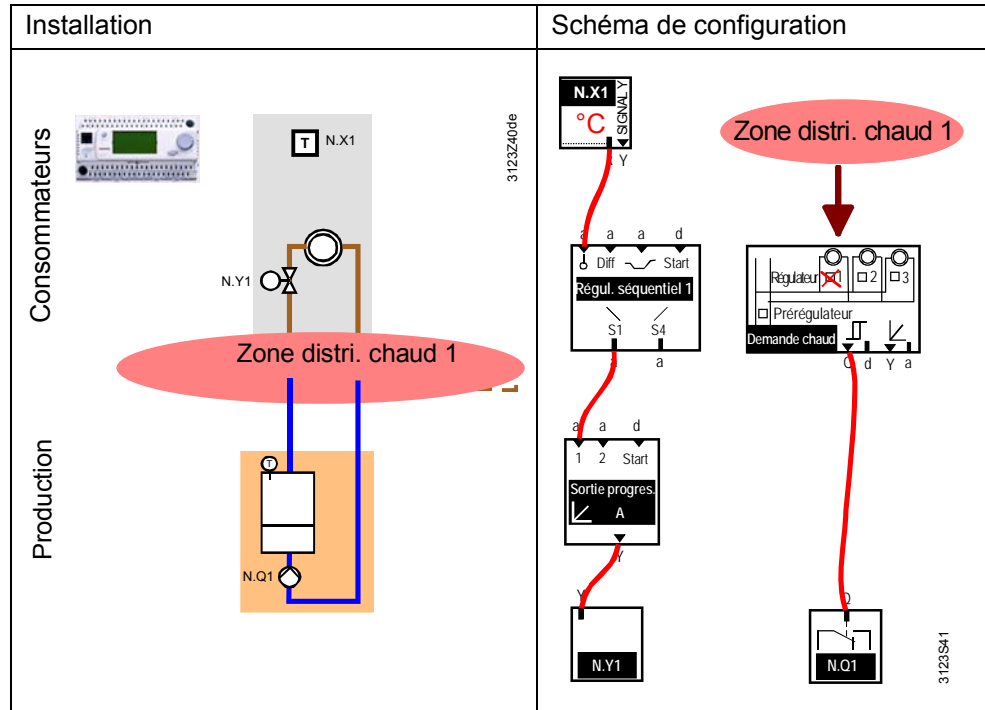 Installation
Schéma de configuration
Consommateurs
T
N.X1
3123Z40de
N.Y1
Zone distri. chaud 1
Production
T
N.Q1
N.X1
°C
SIGNAL Y
Y
Zone distri. chaud 1
a a a d
Diff Start
Régul. séquentiel 1
S1 S4
a a
Régulateur 1 2 3
Prérégulateur
Demande chaud
Q d Y a
a a d
1 2 Start
Sortie progres.
A
Y
Y
N.Y1
Q
N.Q1
3123S41